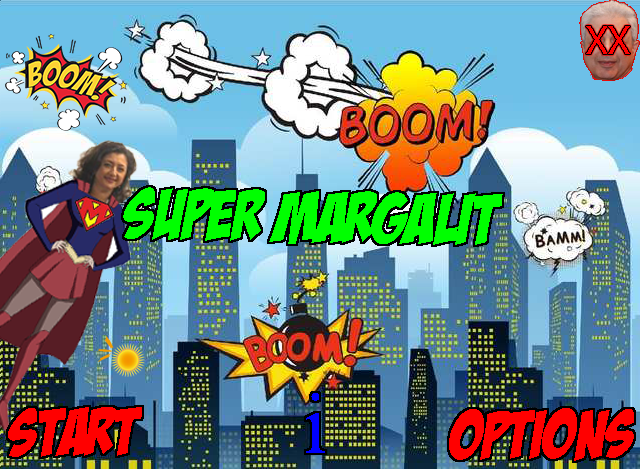 BOOM!
XX
BOOM!
SUPER MARGALIT
BAMM!
BOOM!
START
i
OPTIONS